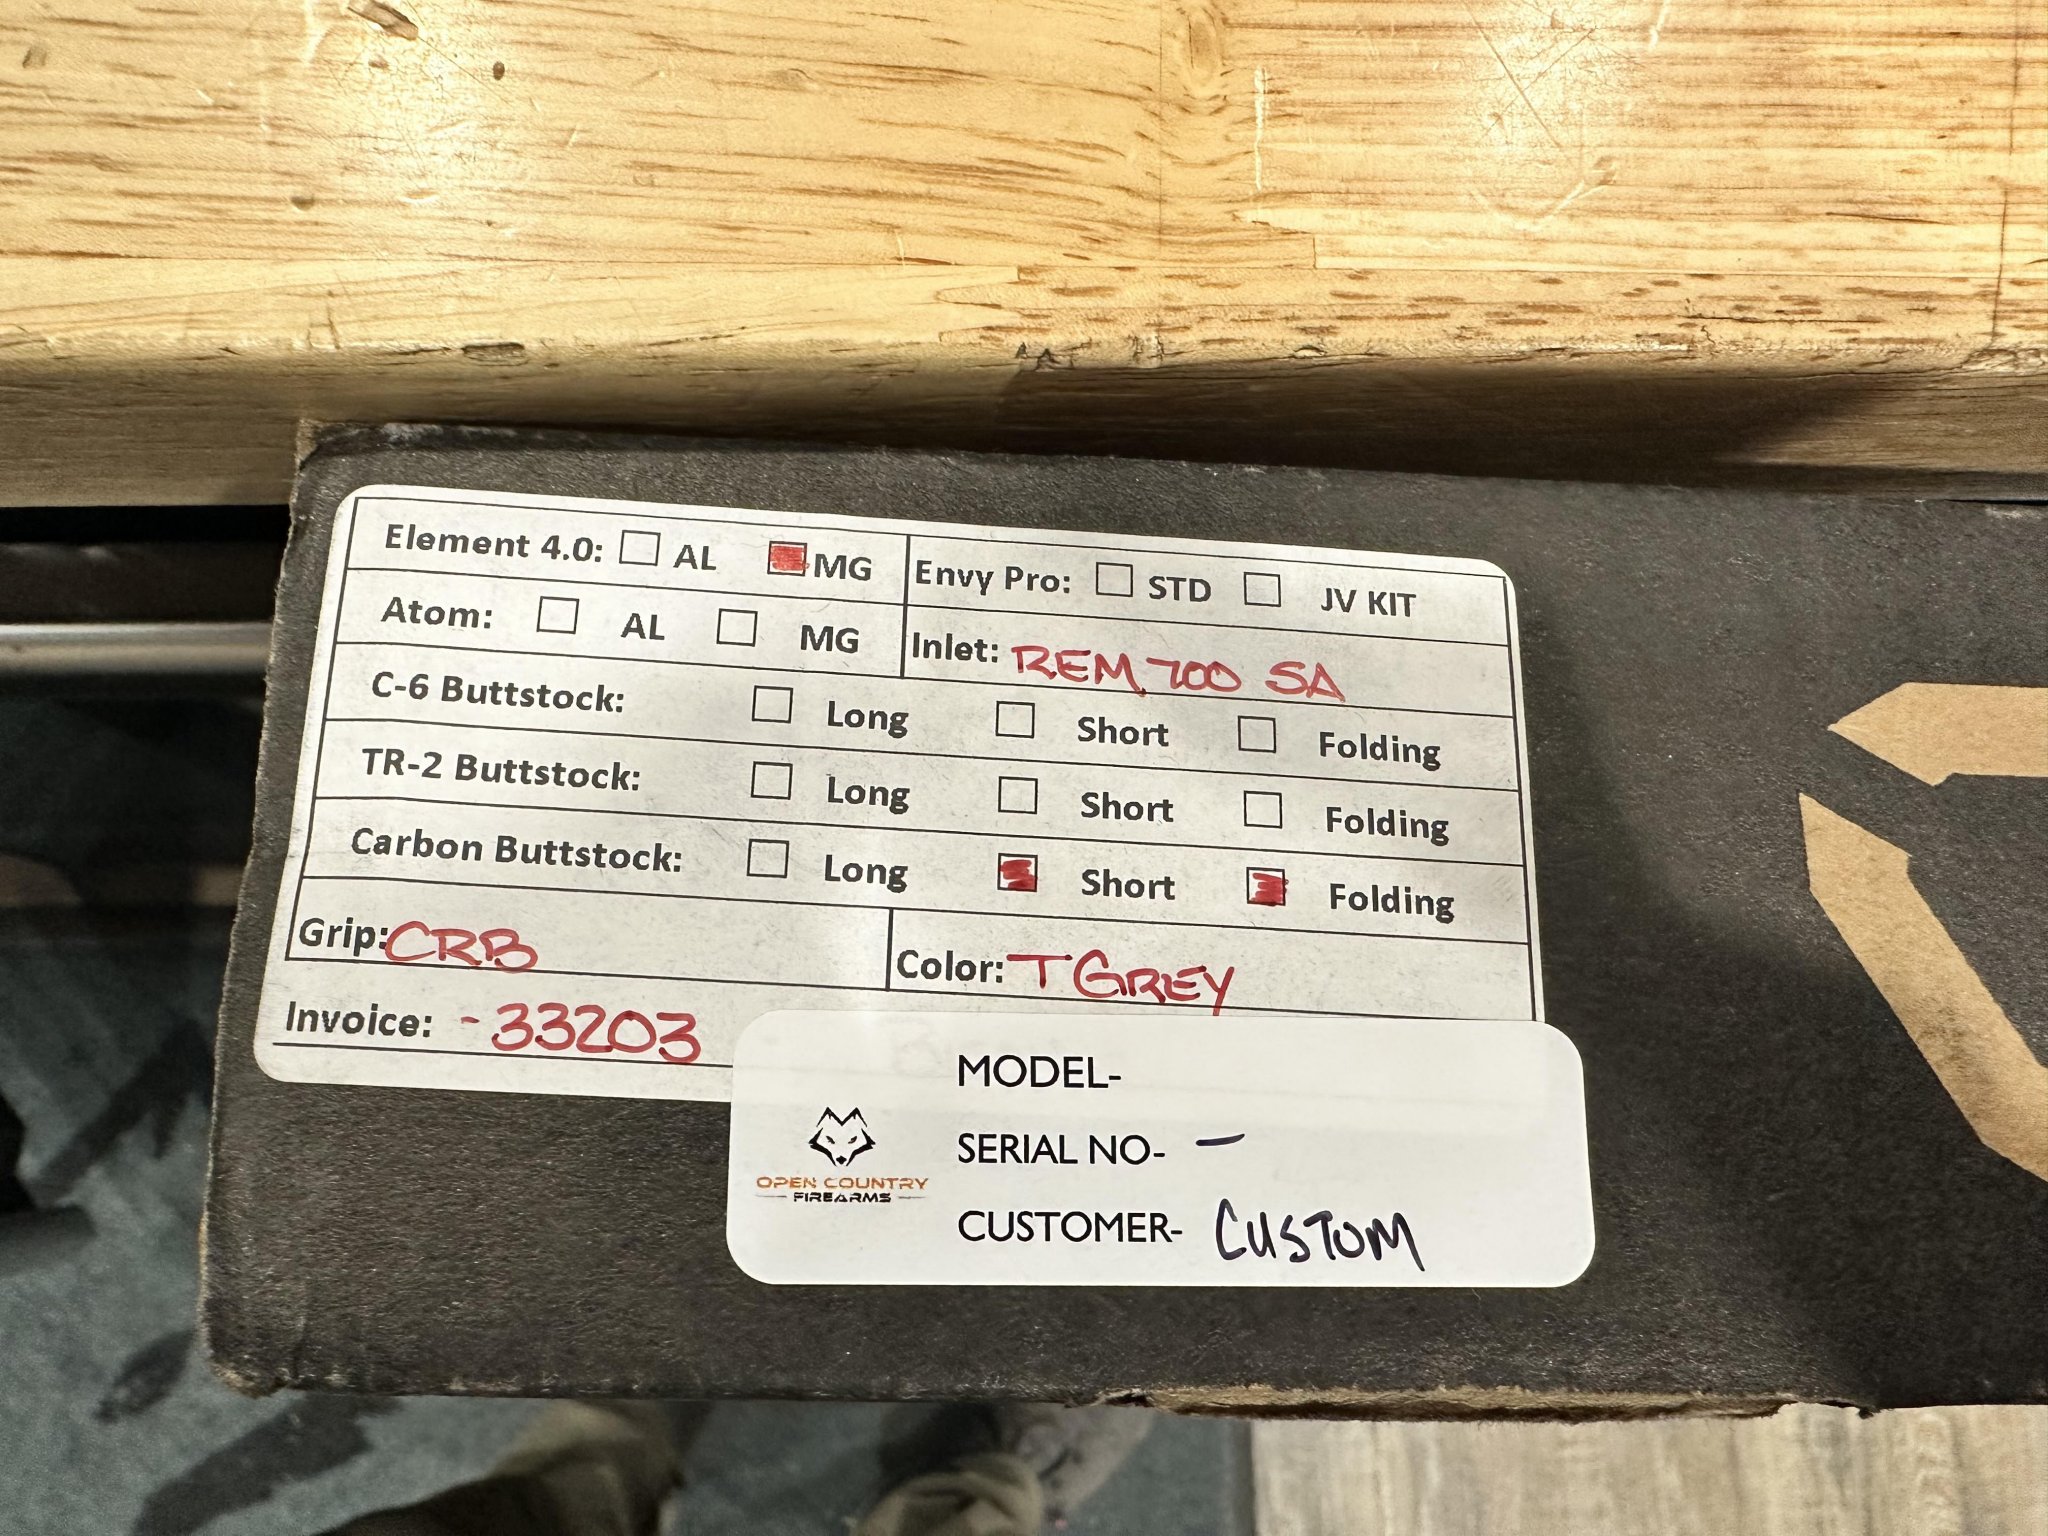 Element 4.0: AL MG
Envy Pro: STD JV KIT
Atom: AL MG
Inlet: REM 700 SA
C-6 Buttstock: Long Short Folding
TR-2 Buttstock: Long Short Folding
Carbon Buttstock: Long Short Folding
Grip: CRB
Color: T GREY
Invoice: -33203
MODEL-
SERIAL NO- -
CUSTOMER- CUSTOM
OPEN COUNTRY
FIREARMS